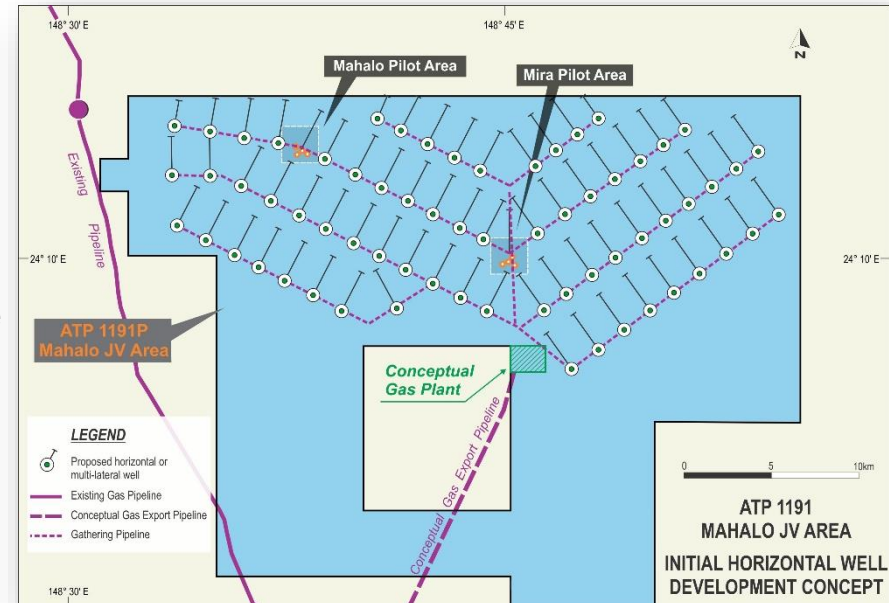 148° 30' E
148° 45' E
N
Mahalo Pilot Area
Mira Pilot Area
Existing
Pipeline
24° 10' E
24° 10' E
ATP 1191P
Mahalo JV Area
Conceptual
Gas Plant
Conceptual Gas Export Pipeline
LEGEND
Proposed horizontal or
multi-lateral well
Existing Gas Pipeline
Conceptual Gas Export Pipeline
Gathering Pipeline
0 5 10km
ATP 1191
MAHALO JV AREA
INITIAL HORIZONTAL WELL
DEVELOPMENT CONCEPT
148° 30' E